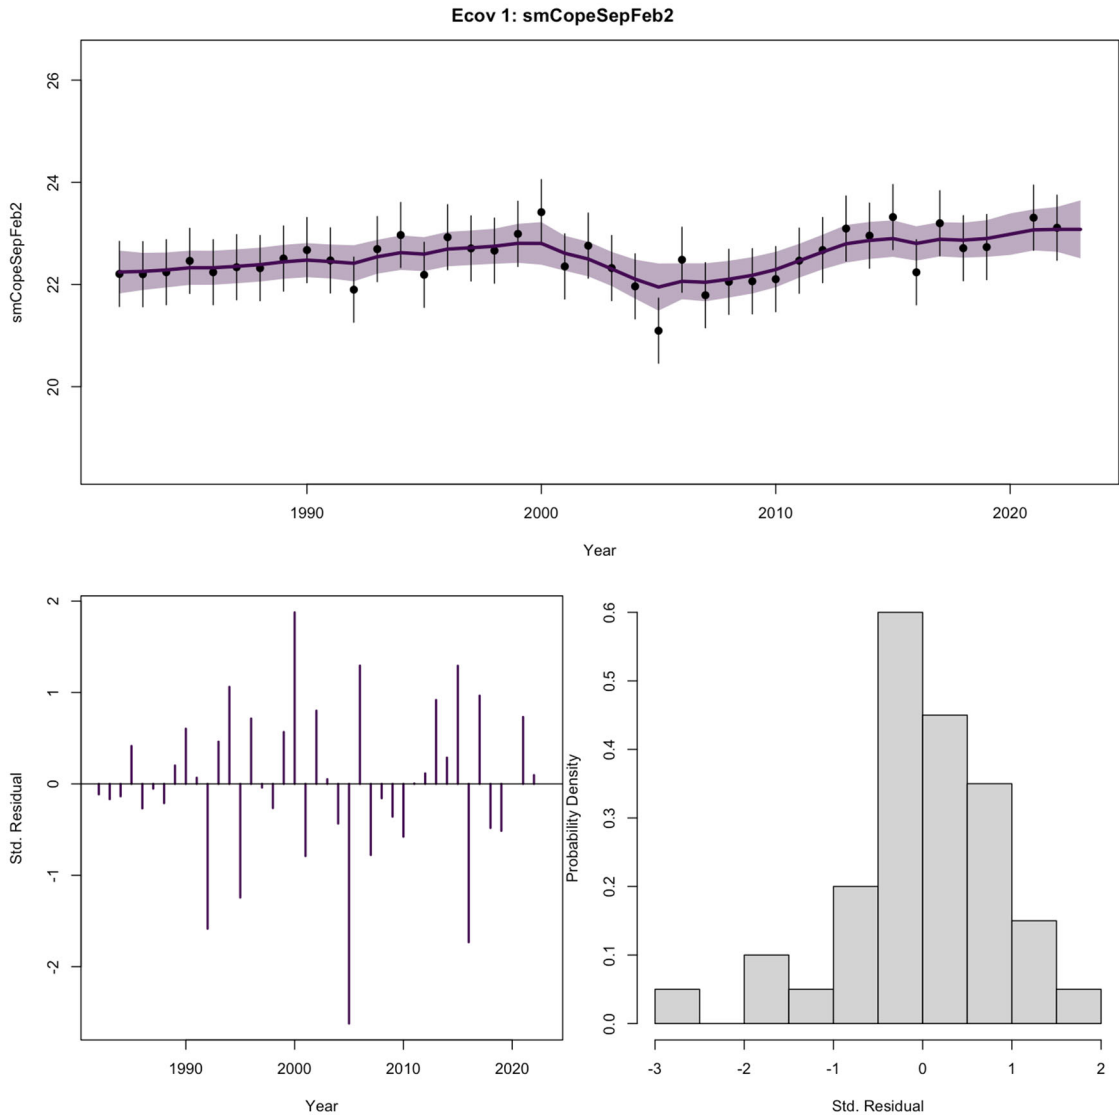 Ecov 1: smCopeSepFeb2
smCopeSepFeb2
26
24
22
20
1990 2000 2010 2020
Year
Std. Residual
2
1
0
-1
-2
1990 2000 2010 2020
Year
Probability Density
0.6
0.5
0.4
0.3
0.2
0.1
0.0
-3 -2 -1 0 1 2
Std. Residual